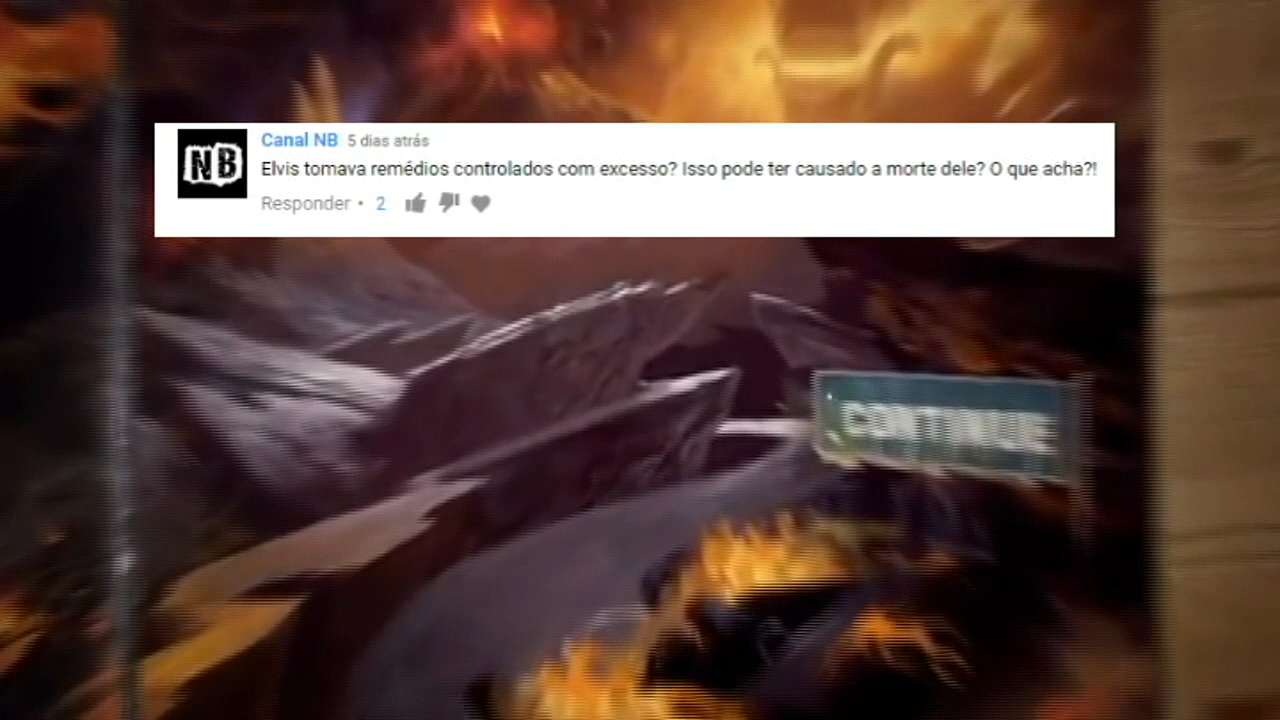 NB
Canal NB 5 dias atrás
Elvis tomava remédios controlados com excesso? Isso pode ter causado a morte dele? O que acha?!
Responder • 2
CONTINUE